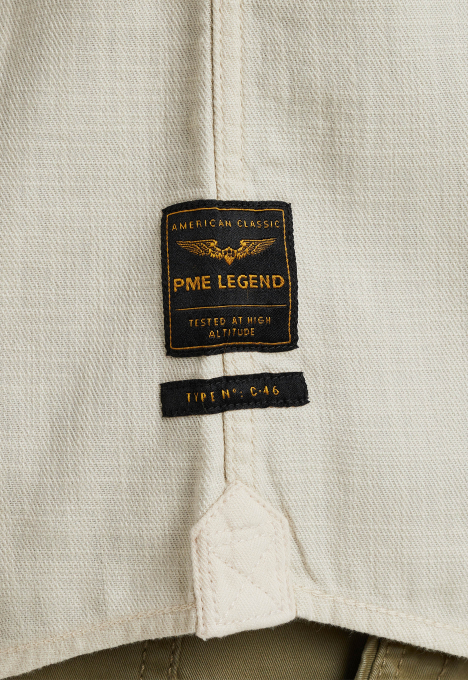 AMERICAN CLASSIC
PME LEGEND
TESTED AT HIGH
ALTITUDE
TYPE Nº: C-46